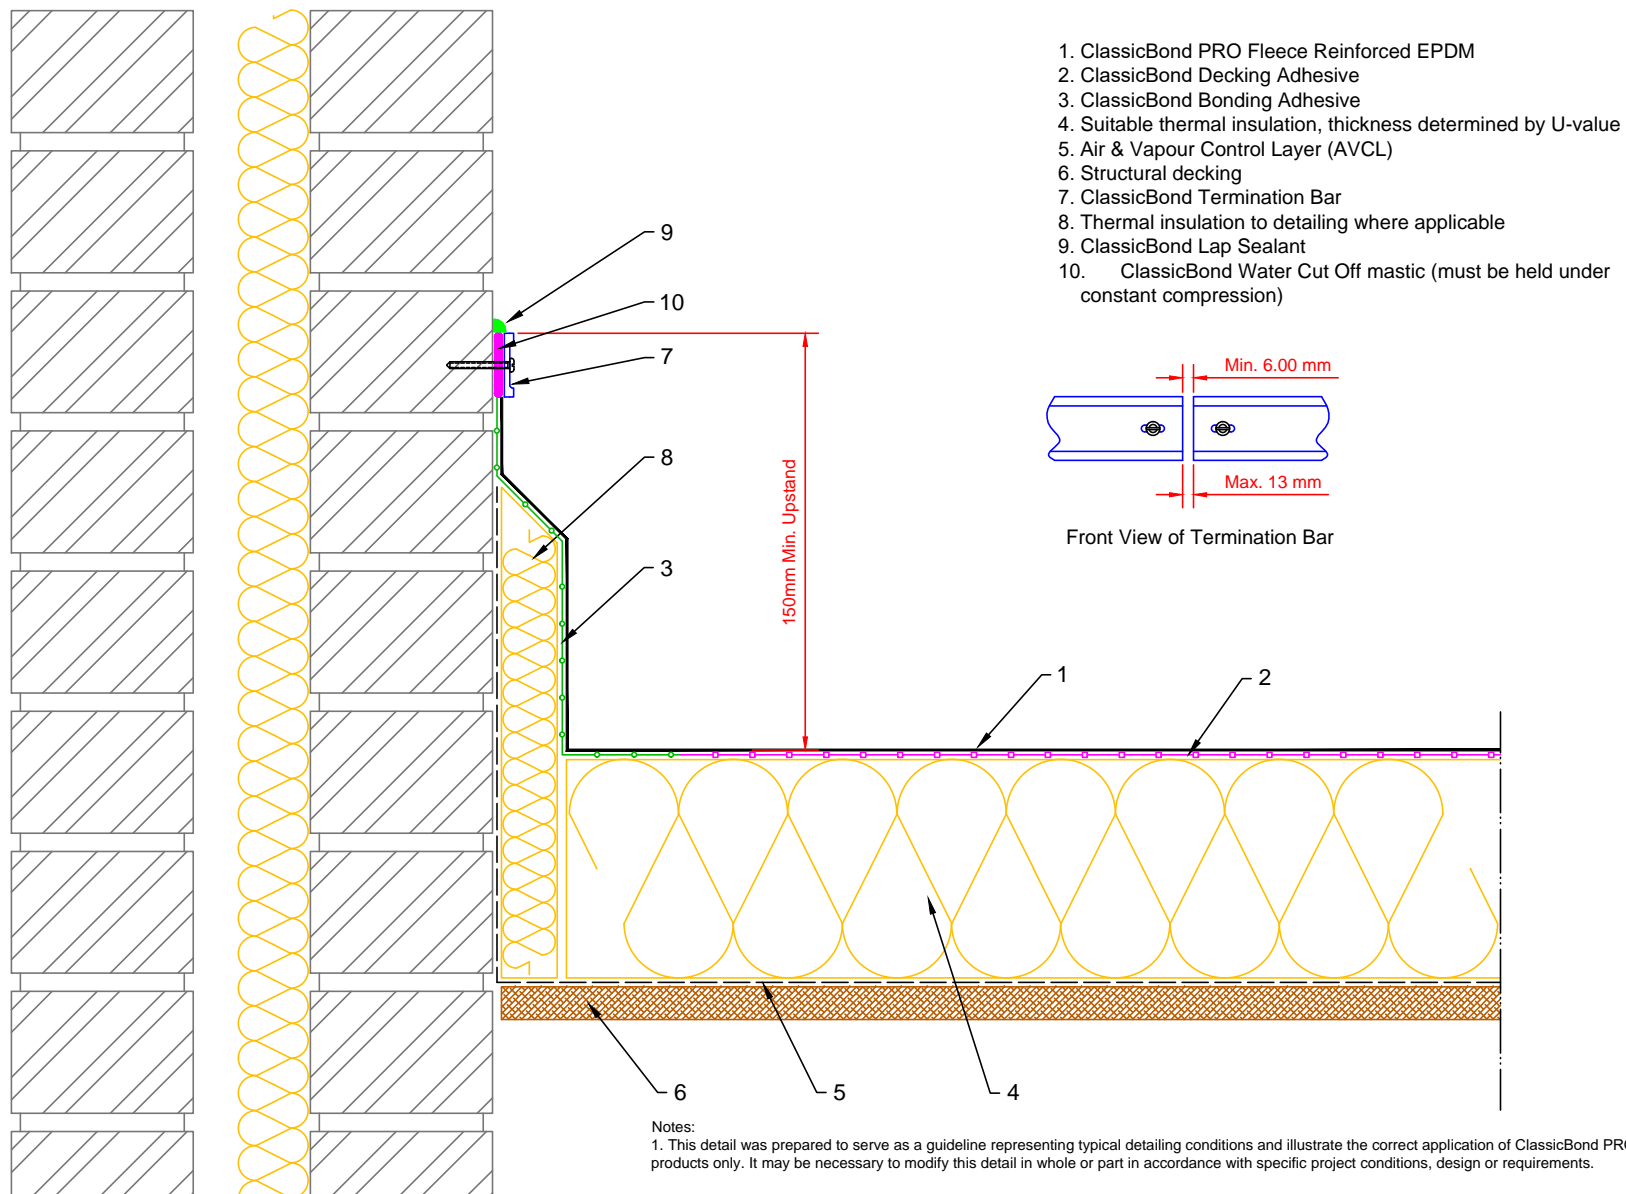 1. ClassicBond PRO Fleece Reinforced EPDM
2. ClassicBond Decking Adhesive
3. ClassicBond Bonding Adhesive
4. Suitable thermal insulation, thickness determined by U-value
5. Air & Vapour Control Layer (AVCL)
6. Structural decking
7. ClassicBond Termination Bar
8. Thermal insulation to detailing where applicable
9. ClassicBond Lap Sealant
10. ClassicBond Water Cut Off mastic (must be held under
constant compression)
9
10
7
8
3
150mm Min. Upstand
Min. 6.00 mm
Max. 13 mm
Front View of Termination Bar
1
2
6
5
4
Notes:
1. This detail was prepared to serve as a guideline representing typical detailing conditions and illustrate the correct application of ClassicBond PRO
products only. It may be necessary to modify this detail in whole or part in accordance with specific project conditions, design or requirements.